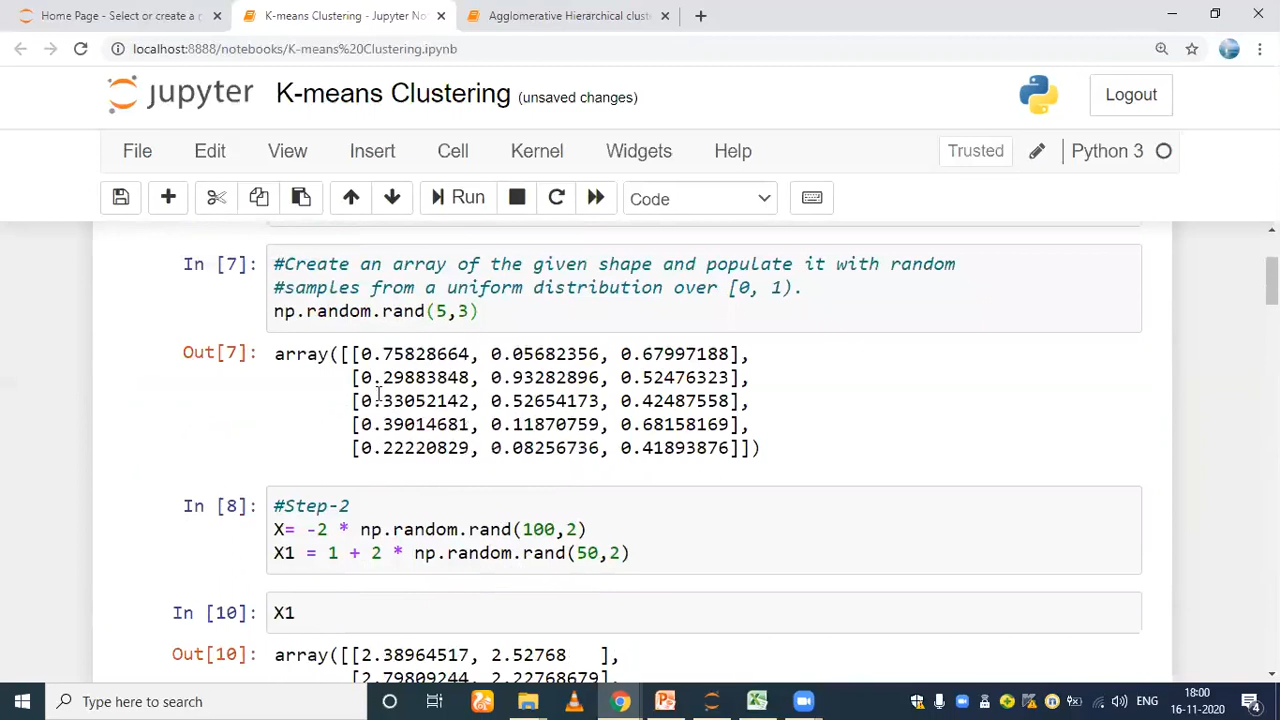 Home Page - Select or create a
K-means Clustering - Jupyter No
Agglomerative Hierarchical clust
localhost:8888/notebooks/K-means%20Clustering.ipynb
jupyter K-means Clustering (unsaved changes)
Logout
File Edit View Insert Cell Kernel Widgets Help
Trusted
Python 3
Run
Code
In [7]:
#Create an array of the given shape and populate it with random
#samples from a uniform distribution over [0, 1).
np.random.rand(5,3)
Out[7]:
array([[0.75828664, 0.05682356, 0.67997188],
[0.29883848, 0.93282896, 0.52476323],
[0.33052142, 0.52654173, 0.42487558],
[0.39014681, 0.11870759, 0.68158169],
[0.22220829, 0.08256736, 0.41893876]])
In [8]:
#Step-2
X= -2 * np.random.rand(100,2)
X1 = 1 + 2 * np.random.rand(50,2)
In [10]:
X1
Out[10]:
array([[2.38964517, 2.52768   ],
[2.79809244, 2.22768679],
Type here to search
ENG
18:00
16-11-2020
4